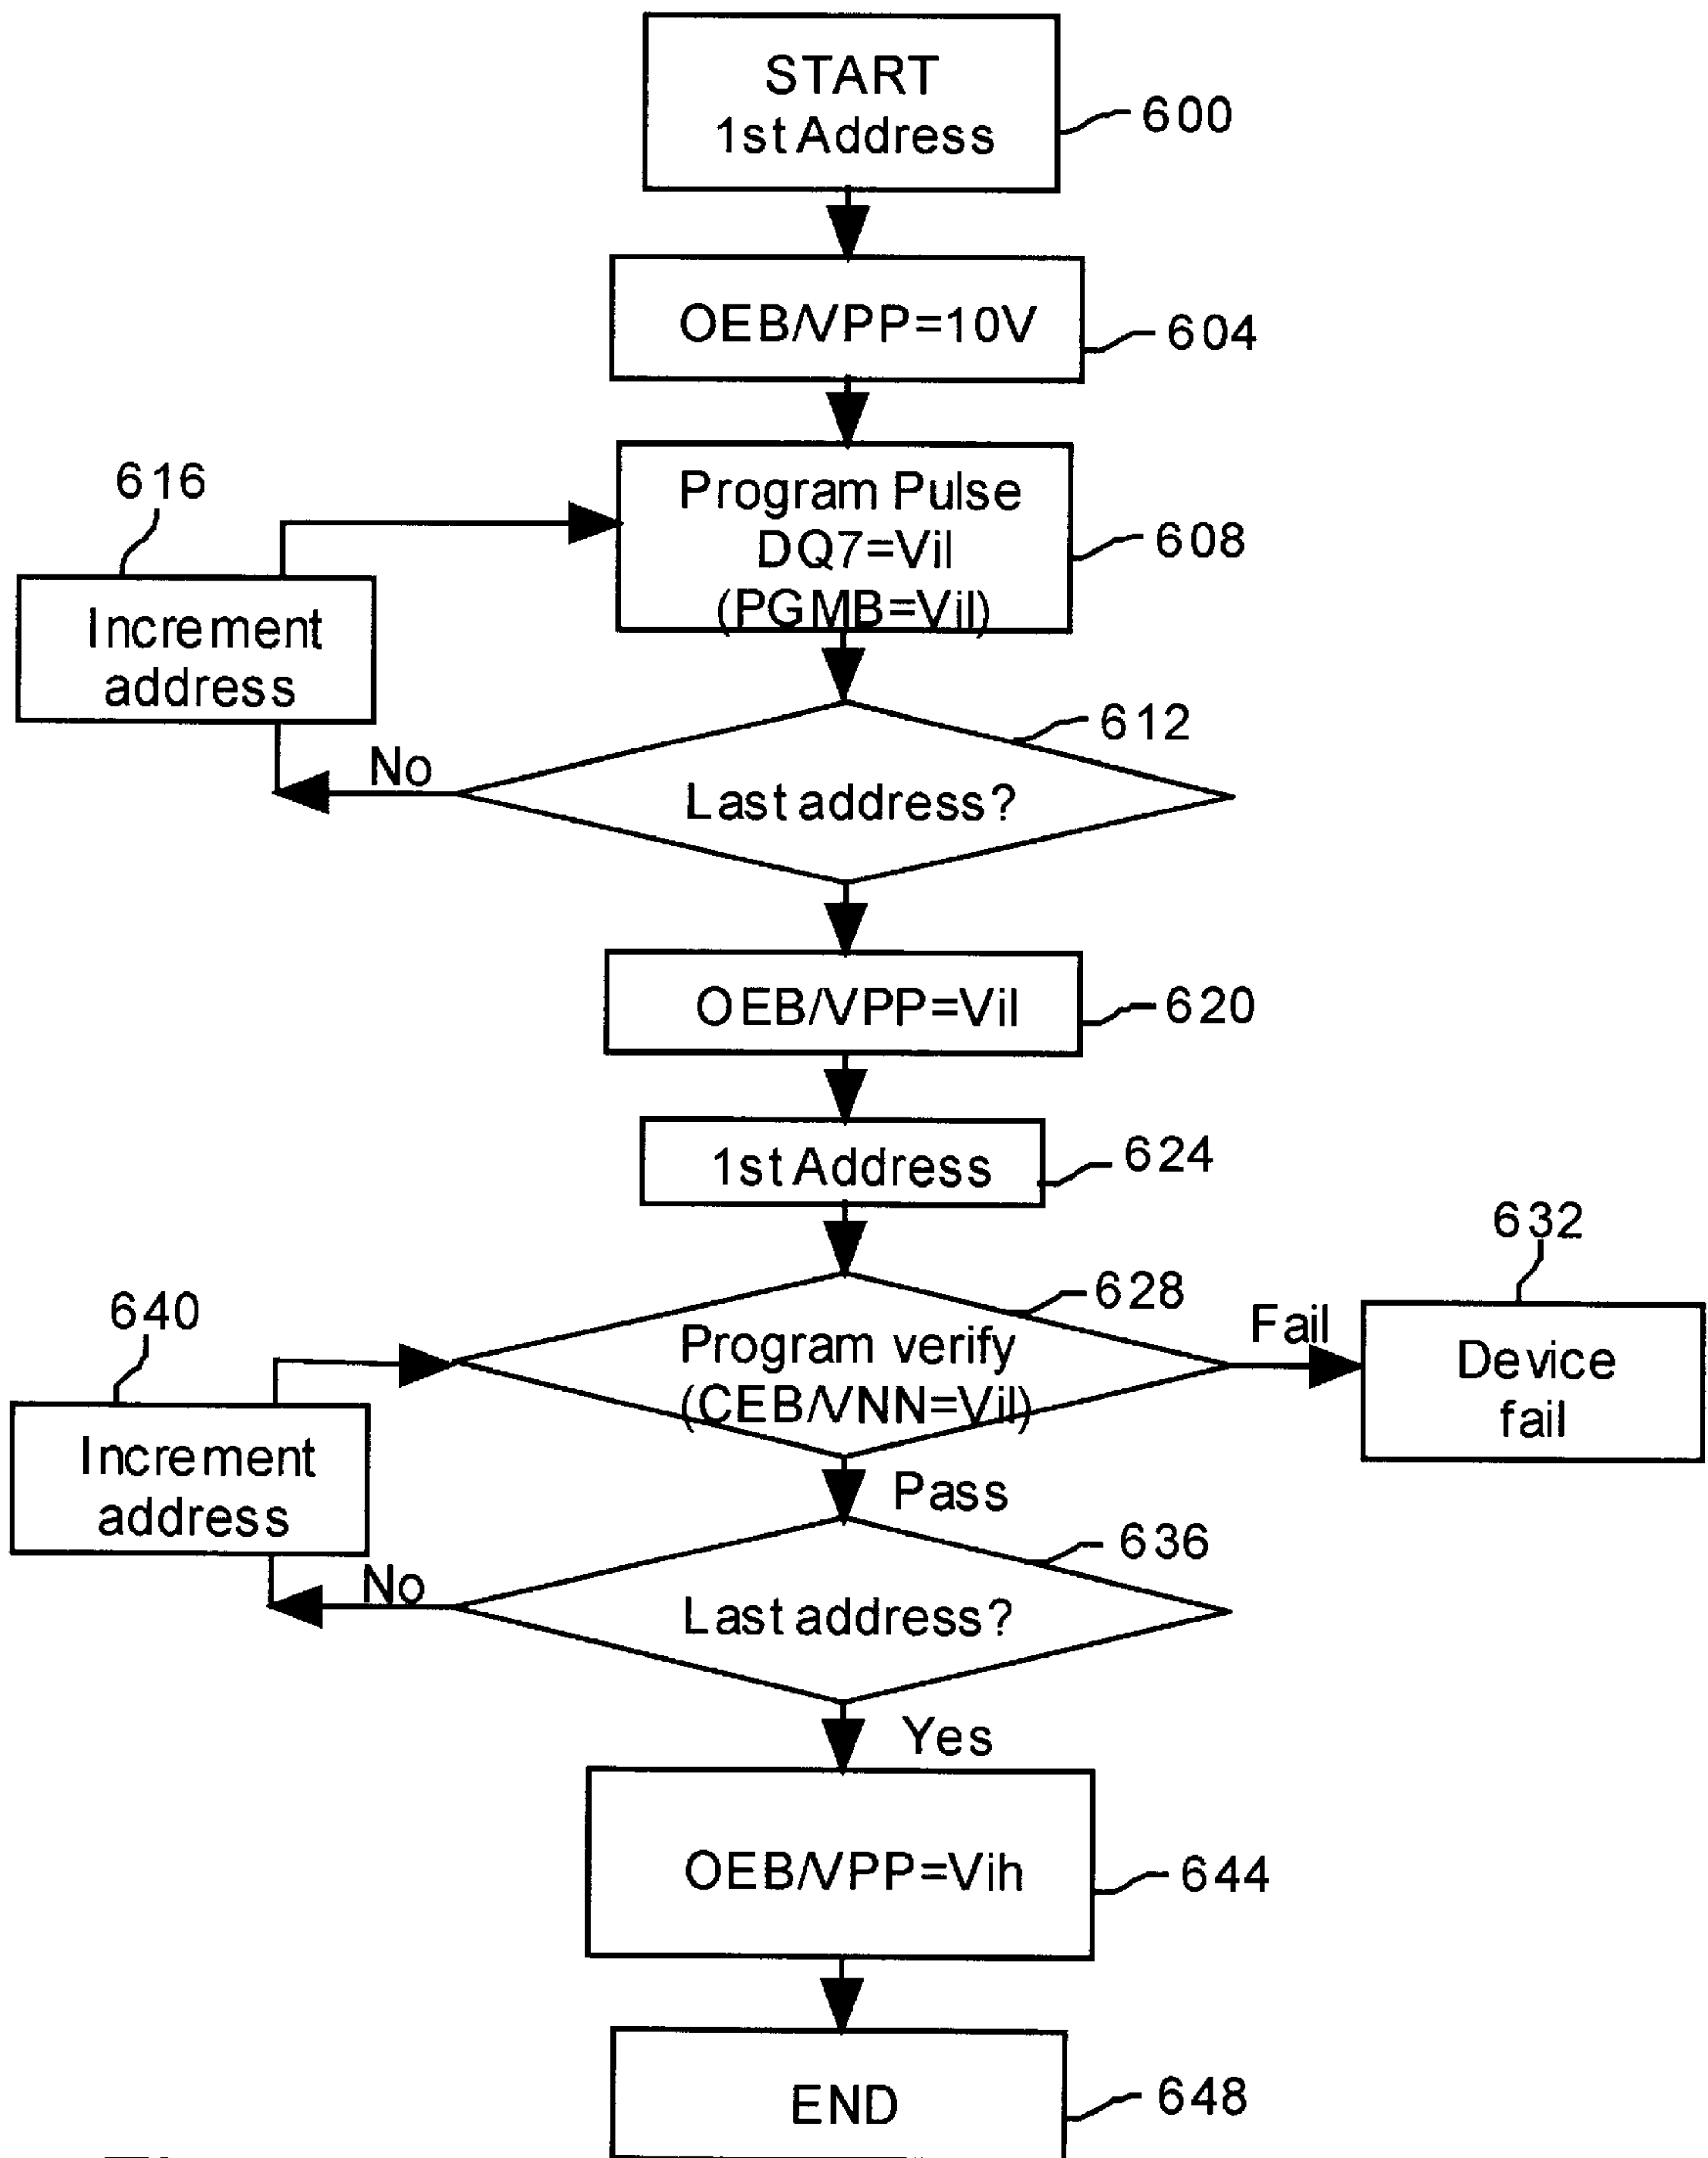 START
1st Address
600
OEB/VPP=10V
604
616
Program Pulse
DQ7=Vil
(PGMB=Vil)
608
Increment
address
612
No
Last address?
OEB/VPP=Vil
620
1st Address
624
632
640
628
Fail
Program verify
(CEB/VNN=Vil)
Device
fail
Increment
address
Pass
636
No
Last address?
Yes
OEB/VPP=Vih
644
END
648